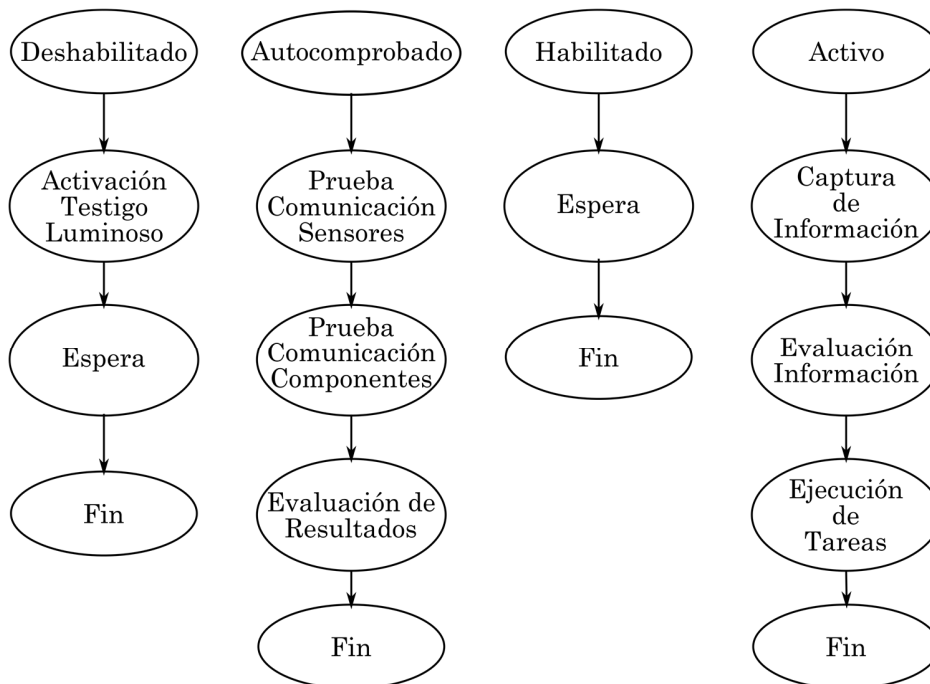 Deshabilitado
Activación
Testigo
Luminoso
Espera
Fin
Autocomprobado
Prueba
Comunicación
Sensores
Prueba
Comunicación
Componentes
Evaluación de
Resultados
Fin
Habilitado
Espera
Fin
Activo
Captura
de
Información
Evaluación
Información
Ejecución
de
Tareas
Fin